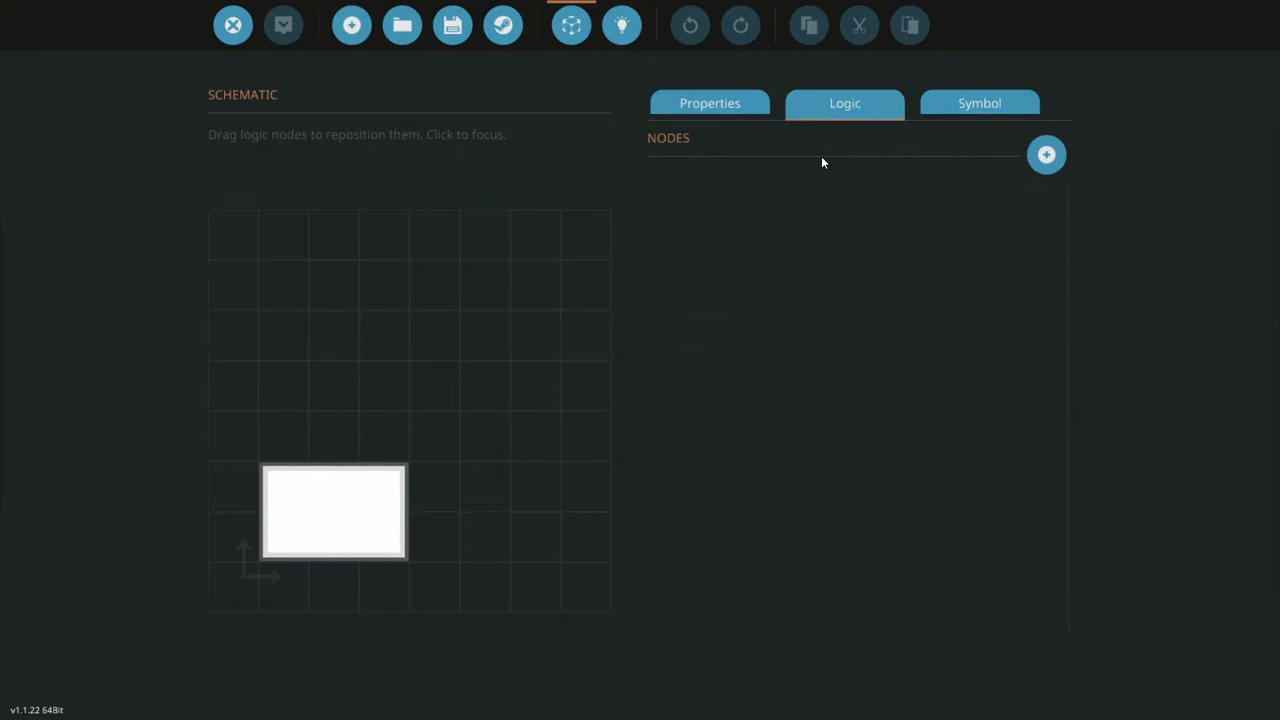 SCHEMATIC
Drag logic nodes to reposition them. Click to focus.
Properties
Logic
Symbol
NODES
v1.1.22 64Bit